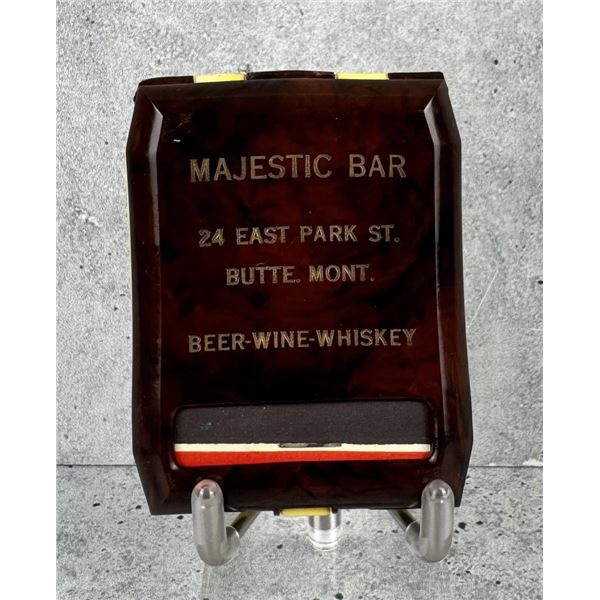 MAJESTIC BAR
24 EAST PARK ST.
BUTTE. MONT.
BEER-WINE-WHISKEY